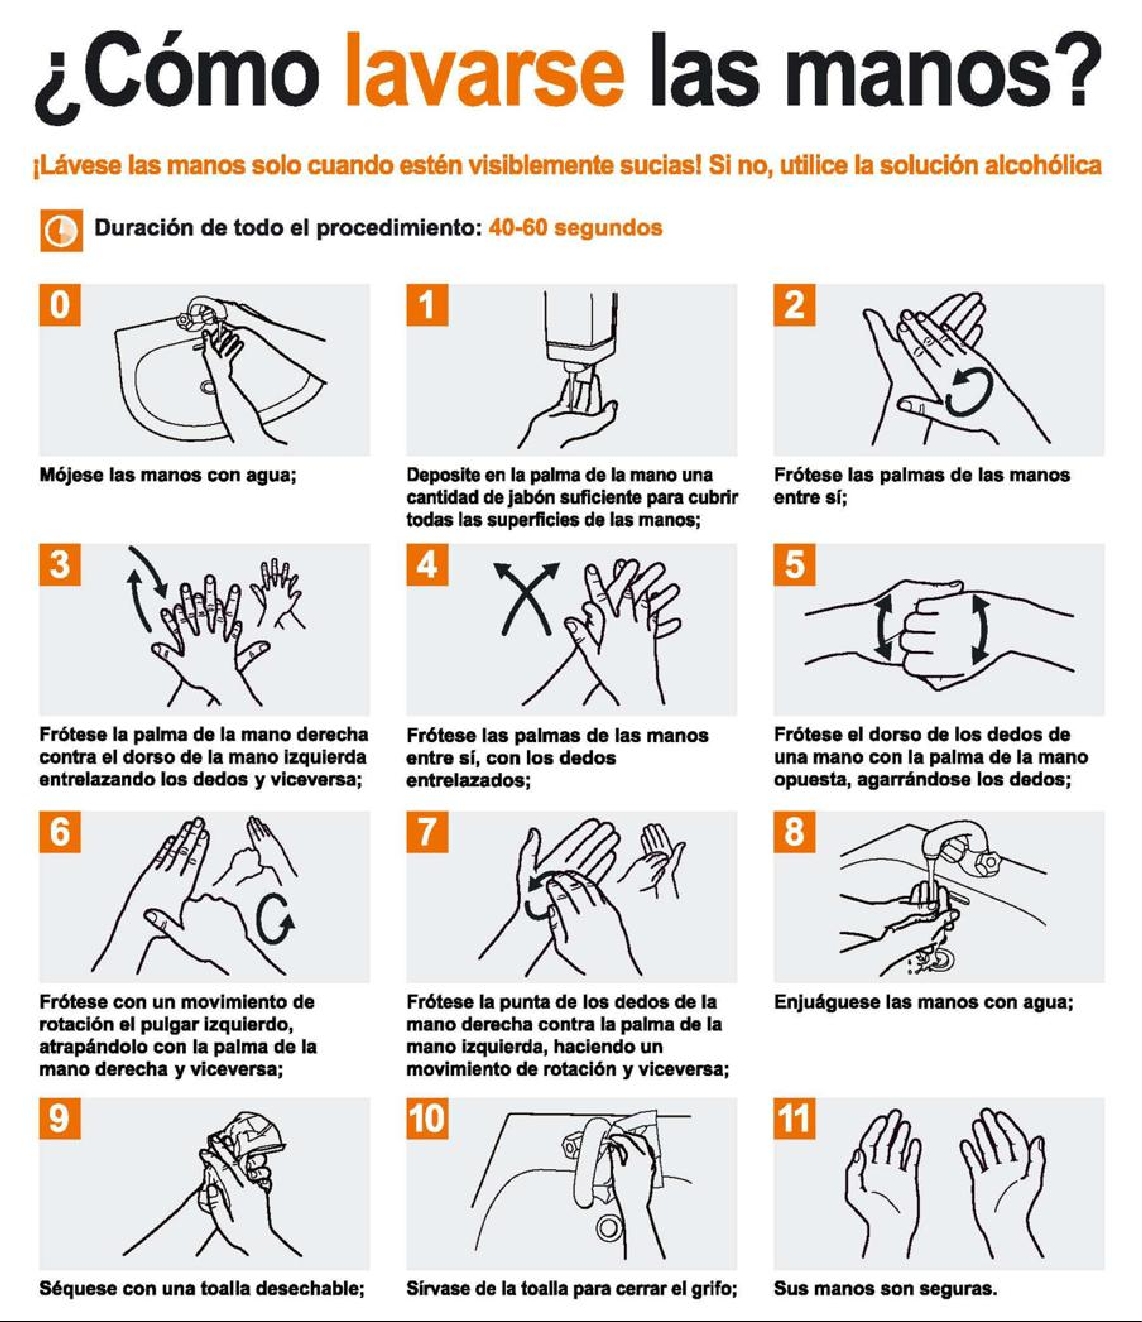 ¿Cómo lavarse las manos?
¡Lávese las manos solo cuando estén visiblemente sucias! Si no, utilice la solución alcohólica
Duración de todo el procedimiento: 40-60 segundos
0
Mójese las manos con agua;
1
Deposite en la palma de la mano una
cantidad de jabón suficiente para cubrir
todas las superficies de las manos;
2
Frótese las palmas de las manos
entre sí;
3
Frótese la palma de la mano derecha
contra el dorso de la mano izquierda
entrelazando los dedos y viceversa;
4
Frótese las palmas de las manos
entre sí, con los dedos
entrelazados;
5
Frótese el dorso de los dedos de
una mano con la palma de la mano
opuesta, agarrándose los dedos;
6
Frótese con un movimiento de
rotación el pulgar izquierdo,
atrapándolo con la palma de la
mano derecha y viceversa;
7
Frótese la punta de los dedos de la
mano derecha contra la palma de la
mano izquierda, haciendo un
movimiento de rotación y viceversa;
8
Enjuáguese las manos con agua;
9
Séquese con una toalla desechable;
10
Sírvase de la toalla para cerrar el grifo;
11
Sus manos son seguras.